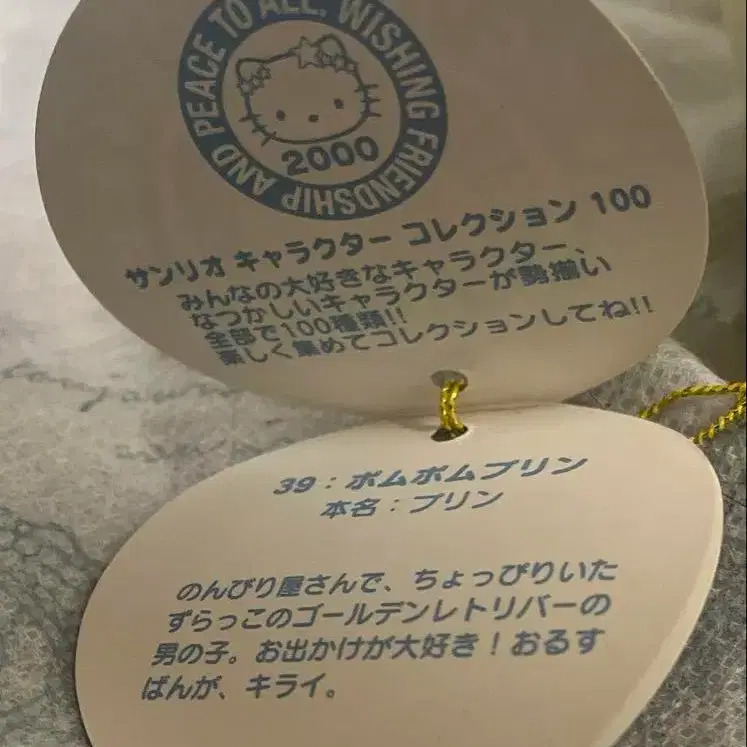 PEACE TO ALL. WISHING FRIENDSHIP AND
2000
サンリオ キャラクター コレクション 100
みんなの大好きなキャラクター、
なつかしいキャラクターが勢揃い
全部で100種類!!
楽しく集めてコレクションしてね!!
39：ポムポムプリン
本名：プリン
のんびり屋さんで、ちょっぴりいた
ずらっこのゴールデンレトリバーの
男の子。お出かけが大好き！おるす
ばんが、キライ。